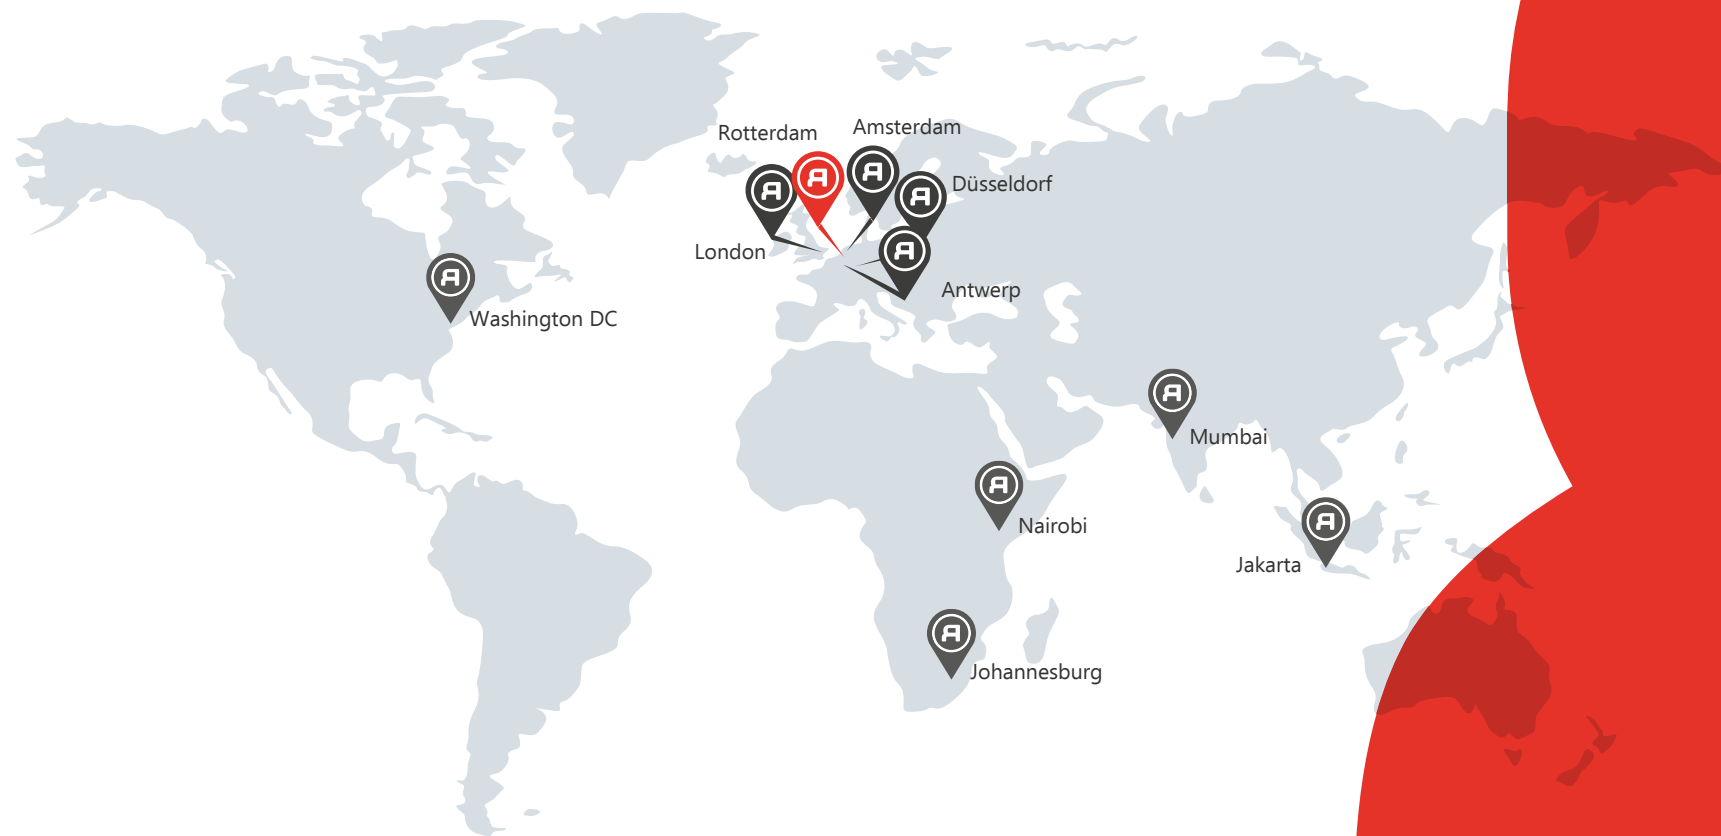 Rotterdam
Amsterdam
Düsseldorf
London
Antwerp
Washington DC
Mumbai
Nairobi
Jakarta
Johannesburg